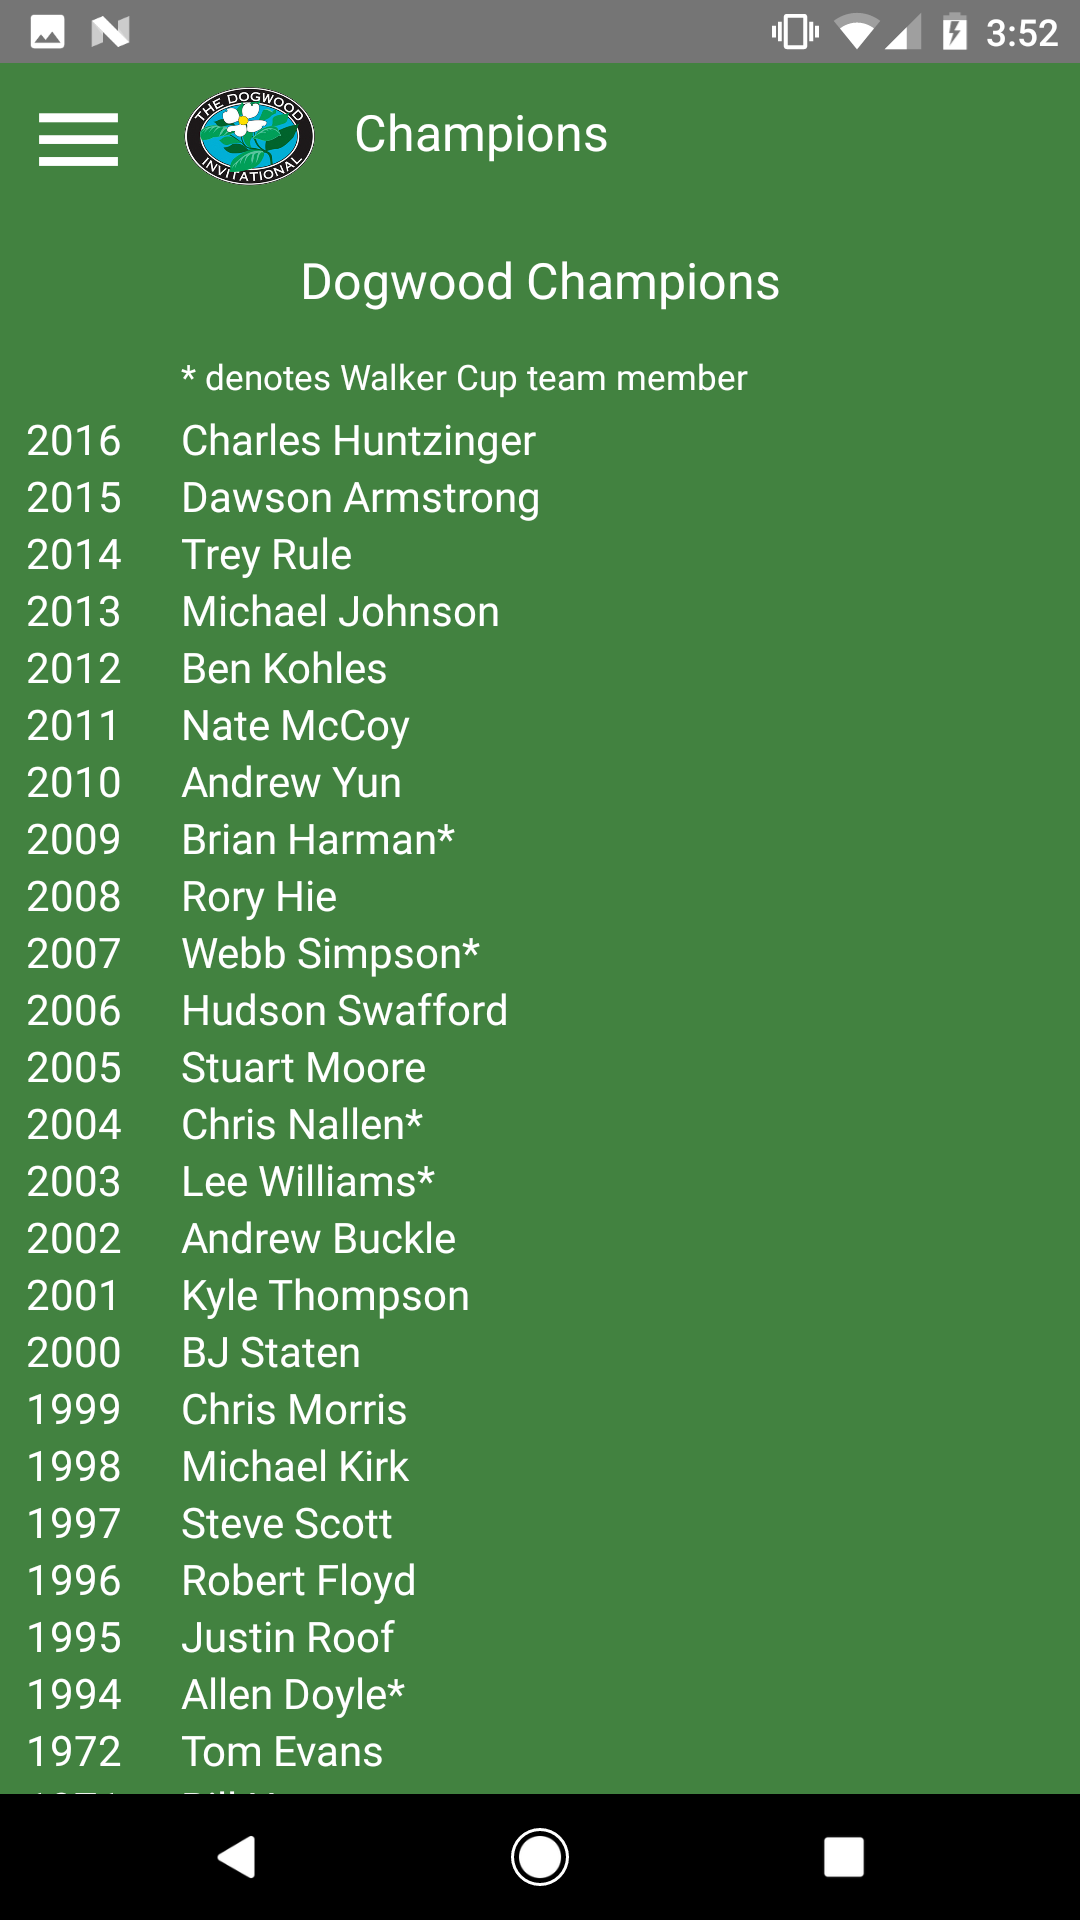 3:52
THE DOGWOOD
INVITATIONAL
Champions
Dogwood Champions
* denotes Walker Cup team member
2016 Charles Huntzinger
2015 Dawson Armstrong
2014 Trey Rule
2013 Michael Johnson
2012 Ben Kohles
2011 Nate McCoy
2010 Andrew Yun
2009 Brian Harman*
2008 Rory Hie
2007 Webb Simpson*
2006 Hudson Swafford
2005 Stuart Moore
2004 Chris Nallen*
2003 Lee Williams*
2002 Andrew Buckle
2001 Kyle Thompson
2000 BJ Staten
1999 Chris Morris
1998 Michael Kirk
1997 Steve Scott
1996 Robert Floyd
1995 Justin Roof
1994 Allen Doyle*
1972 Tom Evans